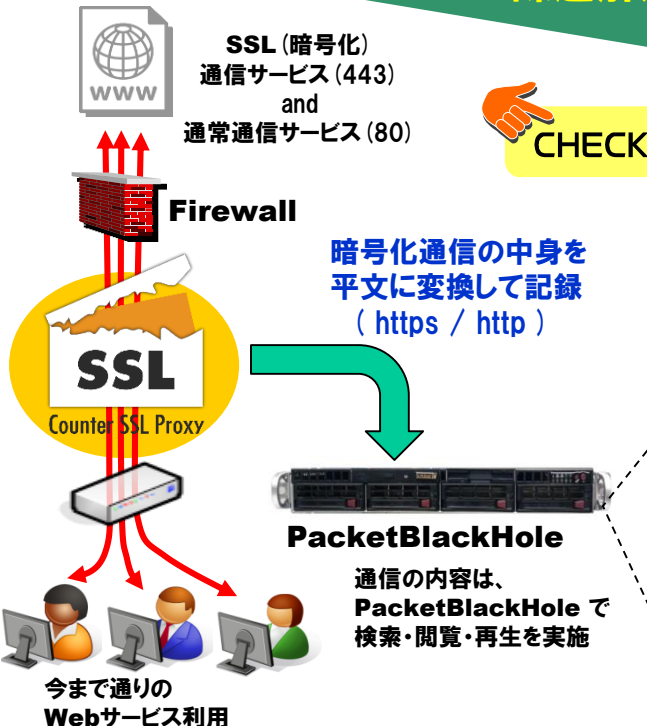 SSL(暗号化)
通信サービス(443)
and
通常通信サービス(80)
www
CHECK
Firewall
暗号化通信の中身を
平文に変換して記録
( https / http )
SSL
Counter SSL Proxy
PacketBlackHole
通信の内容は、
PacketBlackHole で
検索・閲覧・再生を実施
今まで通りの
Webサービス利用